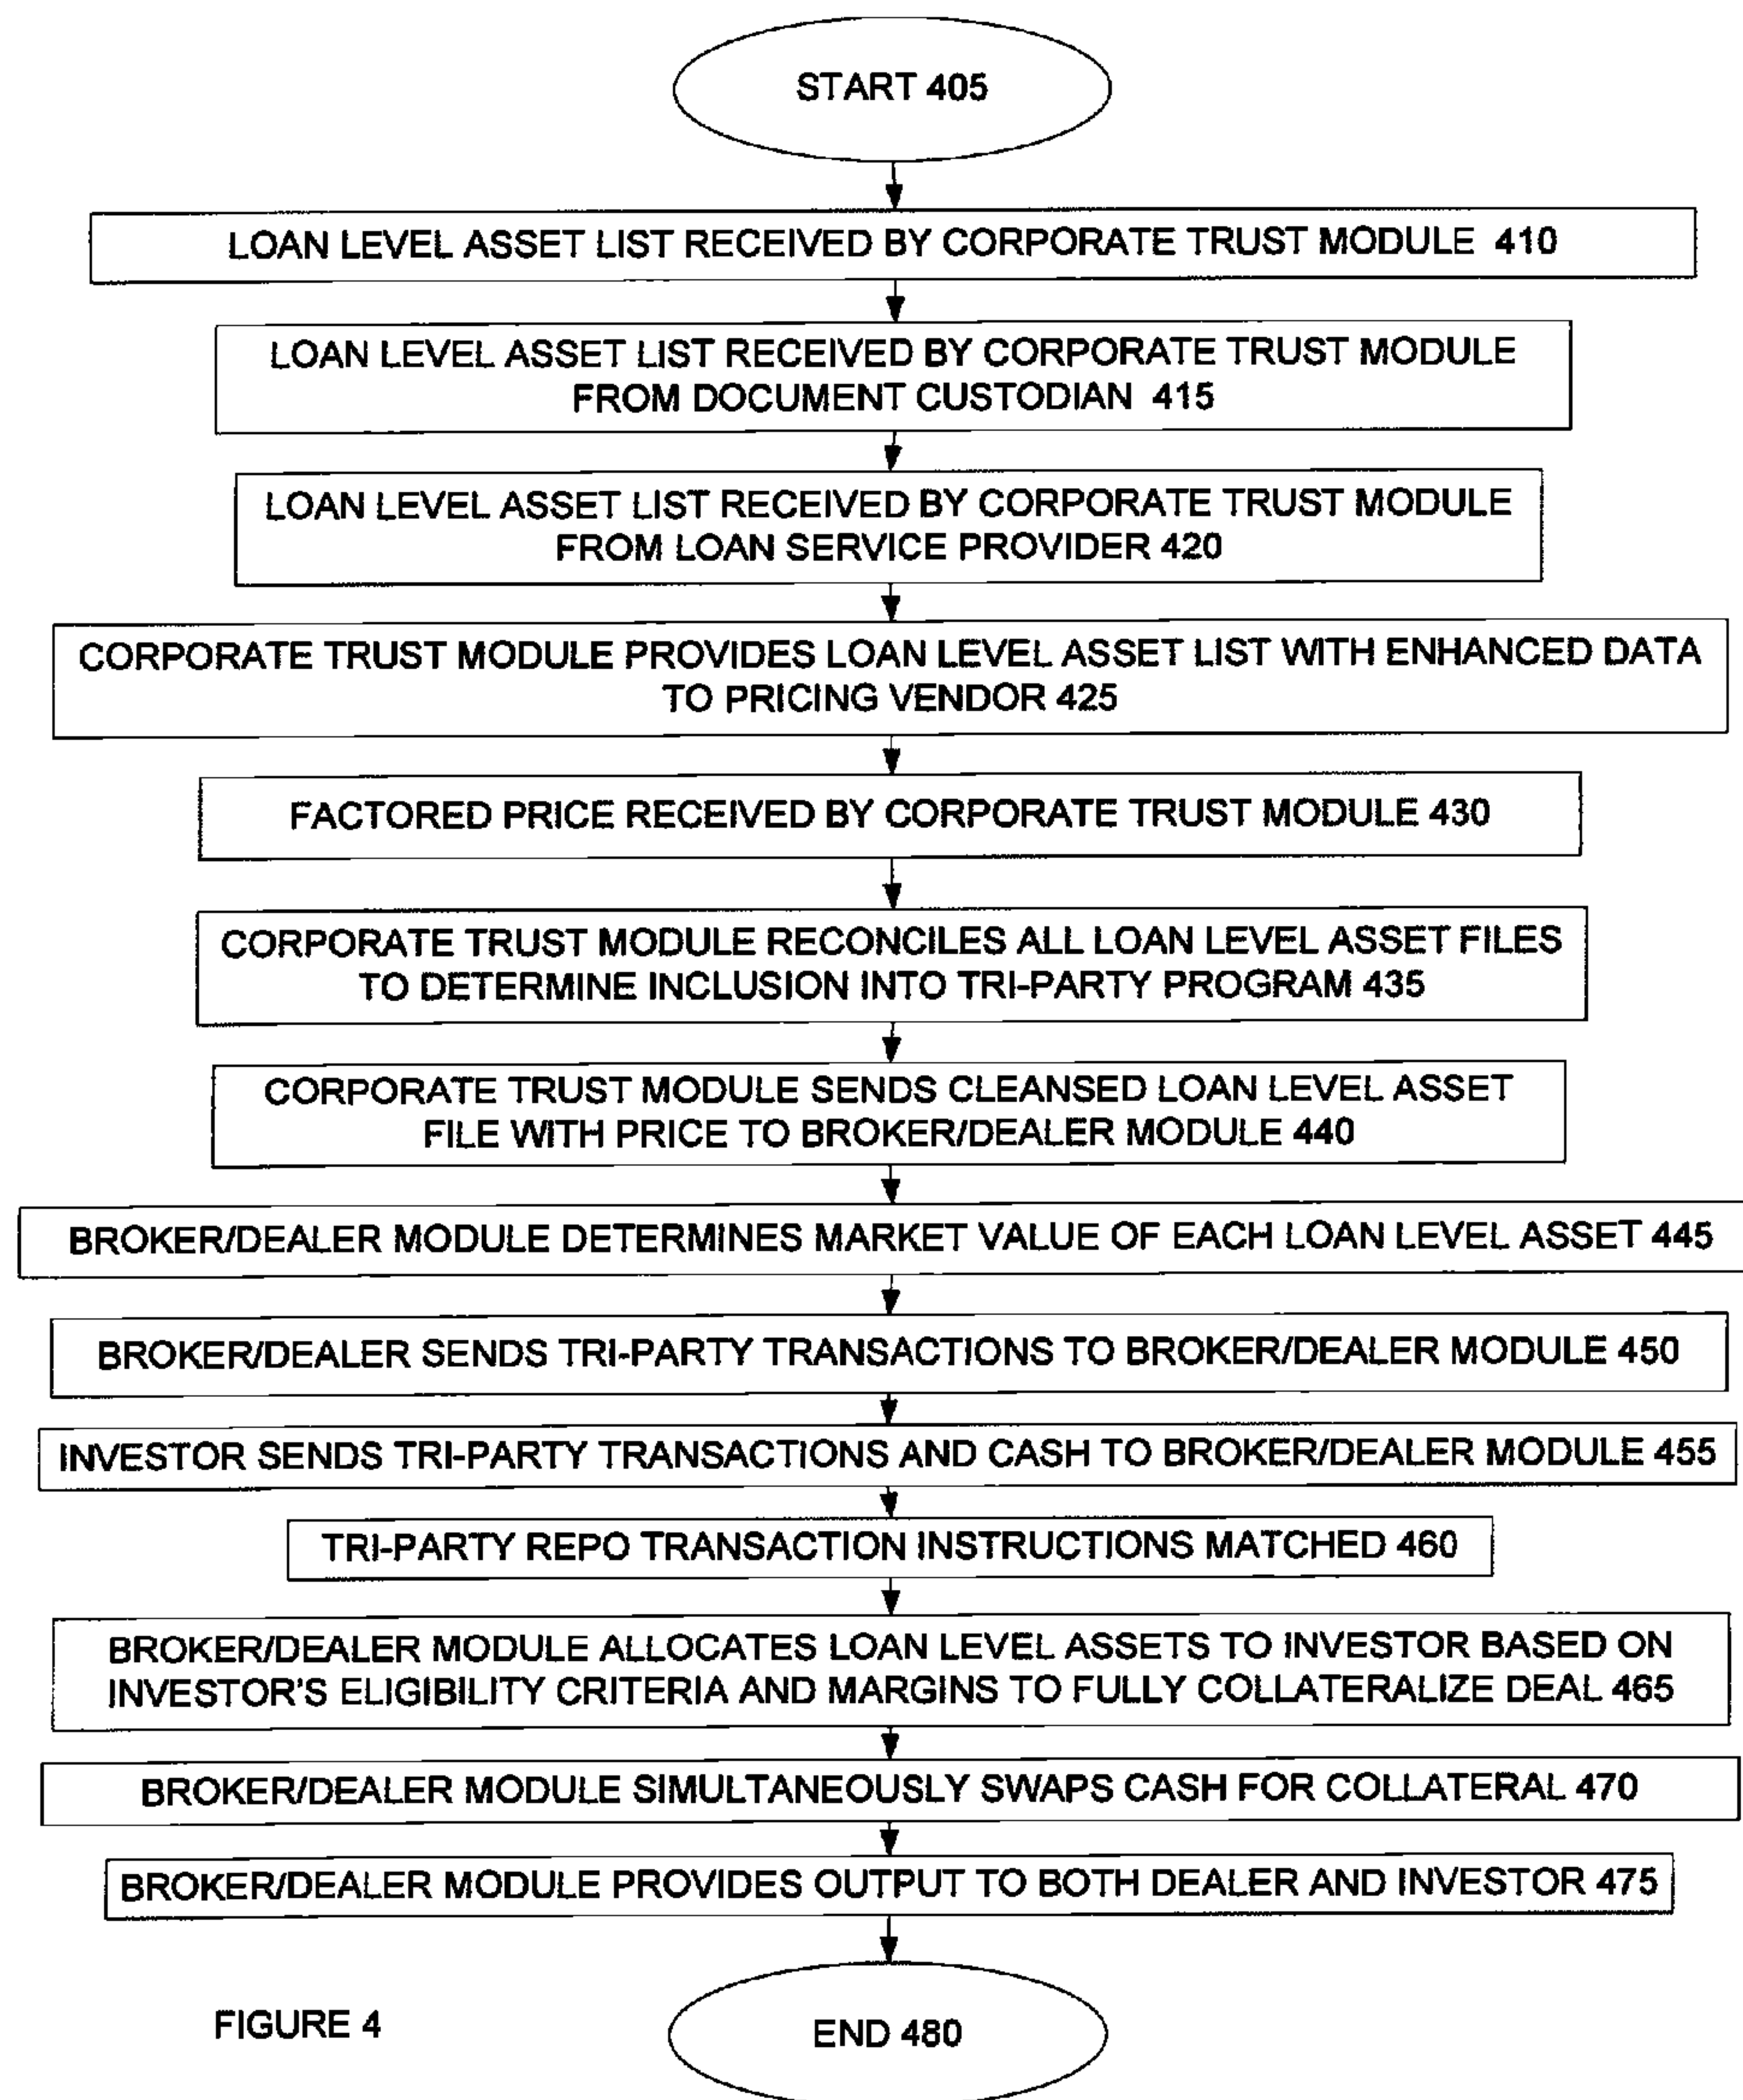 START 405
LOAN LEVEL ASSET LIST RECEIVED BY CORPORATE TRUST MODULE 410
LOAN LEVEL ASSET LIST RECEIVED BY CORPORATE TRUST MODULE
FROM DOCUMENT CUSTODIAN 415
LOAN LEVEL ASSET LIST RECEIVED BY CORPORATE TRUST MODULE
FROM LOAN SERVICE PROVIDER 420
CORPORATE TRUST MODULE PROVIDES LOAN LEVEL ASSET LIST WITH ENHANCED DATA
TO PRICING VENDOR 425
FACTORED PRICE RECEIVED BY CORPORATE TRUST MODULE 430
CORPORATE TRUST MODULE RECONCILES ALL LOAN LEVEL ASSET FILES
TO DETERMINE INCLUSION INTO TRI-PARTY PROGRAM 435
CORPORATE TRUST MODULE SENDS CLEANSED LOAN LEVEL ASSET
FILE WITH PRICE TO BROKER/DEALER MODULE 440
BROKER/DEALER MODULE DETERMINES MARKET VALUE OF EACH LOAN LEVEL ASSET 445
BROKER/DEALER SENDS TRI-PARTY TRANSACTIONS TO BROKER/DEALER MODULE 450
INVESTOR SENDS TRI-PARTY TRANSACTIONS AND CASH TO BROKER/DEALER MODULE 455
TRI-PARTY REPO TRANSACTION INSTRUCTIONS MATCHED 460
BROKER/DEALER MODULE ALLOCATES LOAN LEVEL ASSETS TO INVESTOR BASED ON
INVESTOR'S ELIGIBILITY CRITERIA AND MARGINS TO FULLY COLLATERALIZE DEAL 465
BROKER/DEALER MODULE SIMULTANEOUSLY SWAPS CASH FOR COLLATERAL 470
BROKER/DEALER MODULE PROVIDES OUTPUT TO BOTH DEALER AND INVESTOR 475
FIGURE 4
END 480